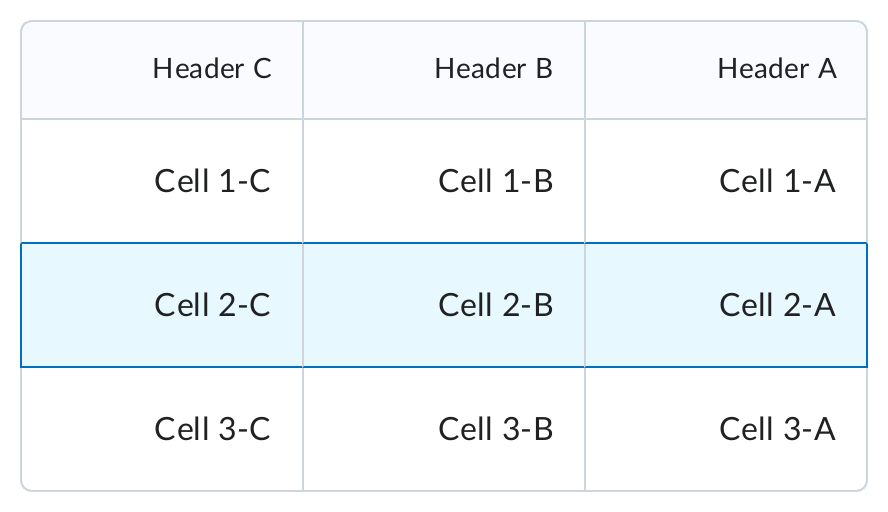 Header C Header B Header A
Cell 1-C Cell 1-B Cell 1-A
Cell 2-C Cell 2-B Cell 2-A
Cell 3-C Cell 3-B Cell 3-A